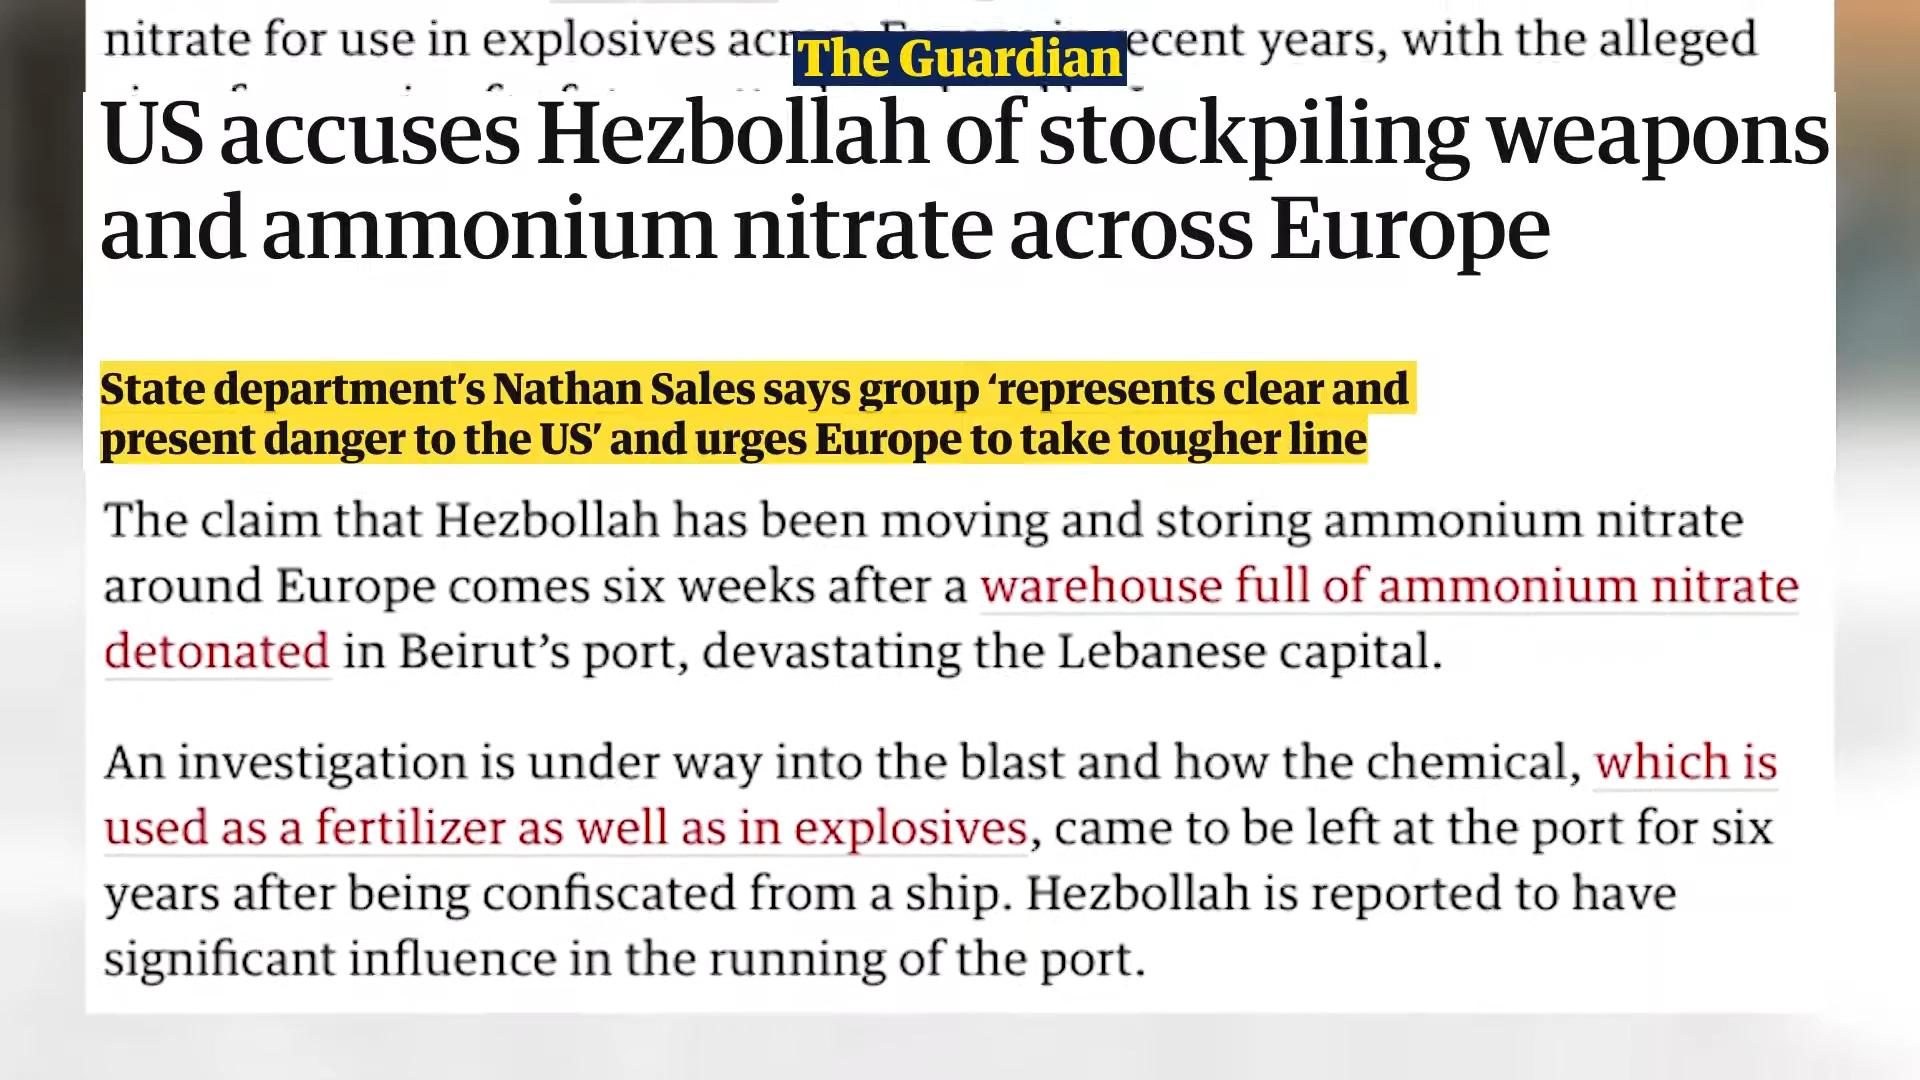 nitrate for use in explosives ecent years, with the alleged
The Guardian
US accuses Hezbollah of stockpiling weapons
and ammonium nitrate across Europe
State department’s Nathan Sales says group ‘represents clear and
present danger to the US’ and urges Europe to take tougher line
The claim that Hezbollah has been moving and storing ammonium nitrate
around Europe comes six weeks after a warehouse full of ammonium nitrate
detonated in Beirut’s port, devastating the Lebanese capital.
An investigation is under way into the blast and how the chemical, which is
used as a fertilizer as well as in explosives, came to be left at the port for six
years after being confiscated from a ship. Hezbollah is reported to have
significant influence in the running of the port.